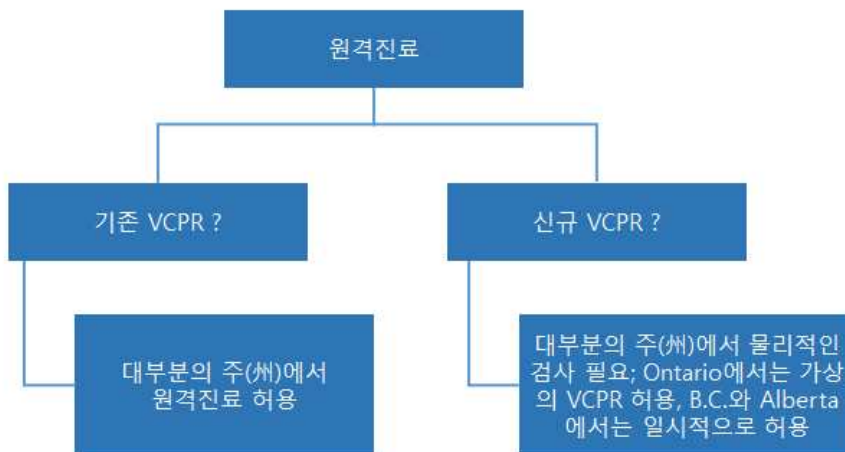 원격진료
기존 VCPR ?
신규 VCPR ?
대부분의 주(州)에서
원격진료 허용
대부분의 주(州)에서 물리적인
검사 필요; Ontario에서는 가상
의 VCPR 허용, B.C.와 Alberta
에서는 일시적으로 허용